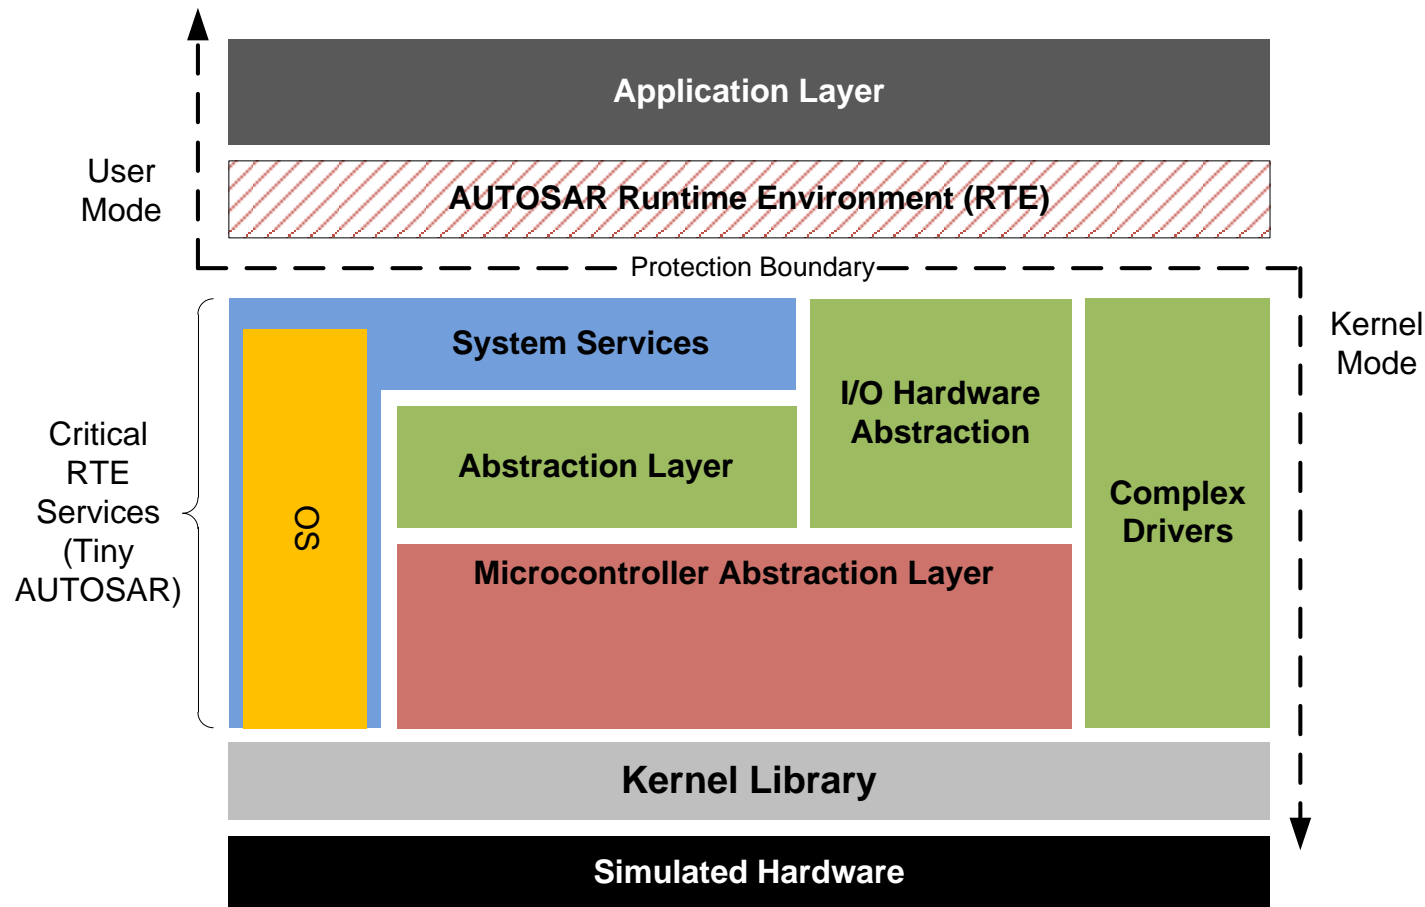 Application Layer
User
Mode
AUTOSAR Runtime Environment (RTE)
Protection Boundary
Kernel
Mode
Critical
RTE
Services
(Tiny
AUTOSAR)
System Services
OS
Abstraction Layer
I/O Hardware
Abstraction
Complex
Drivers
Microcontroller Abstraction Layer
Kernel Library
Simulated Hardware